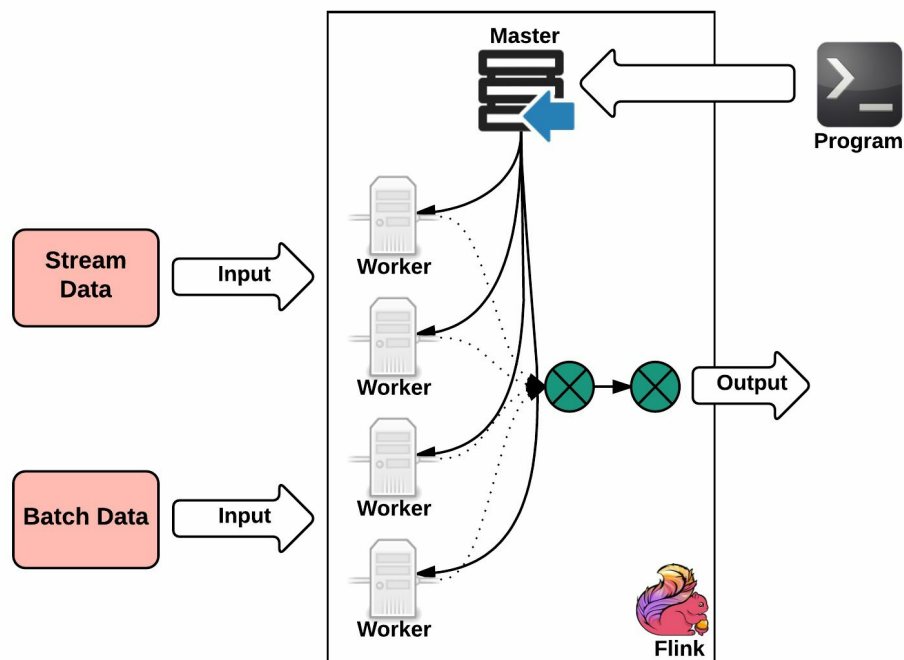 Master
Program
Worker
Stream
Data
Input
Worker
Output
Worker
Batch Data
Input
Worker
Flink